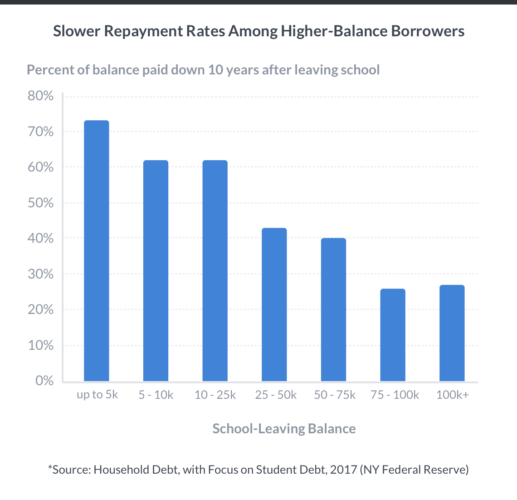 Slower Repayment Rates Among Higher-Balance Borrowers
Percent of balance paid down 10 years after leaving school
80%
70%
60%
50%
40%
30%
20%
10%
0%
up to 5k 5 - 10k 10 - 25k 25 - 50k 50 - 75k 75 - 100k 100k+
School-Leaving Balance
*Source: Household Debt, with Focus on Student Debt, 2017 (NY Federal Reserve)